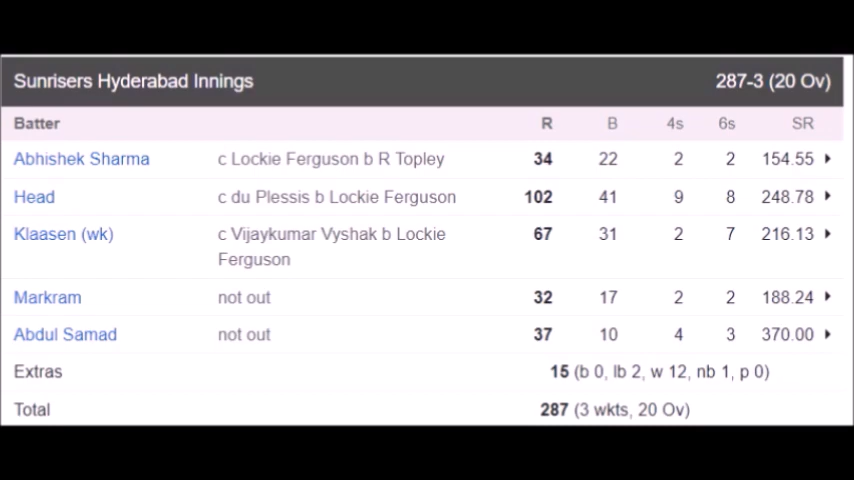 Sunrisers Hyderabad Innings 287-3 (20 Ov)
Batter R B 4s 6s SR
Abhishek Sharma c Lockie Ferguson b R Topley 34 22 2 2 154.55
Head c du Plessis b Lockie Ferguson 102 41 9 8 248.78
Klaasen (wk) c Vijaykumar Vyshak b Lockie 67 31 2 7 216.13
Ferguson
Markram not out 32 17 2 2 188.24
Abdul Samad not out 37 10 4 3 370.00
Extras 15 (b 0, lb 2, w 12, nb 1, p 0)
Total 287 (3 wkts, 20 Ov)